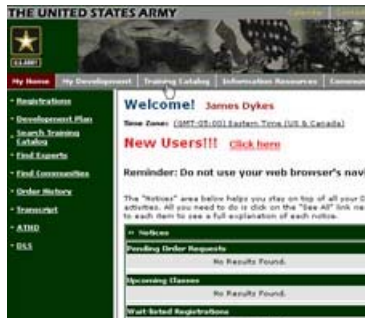 THE UNITED STATES ARMY
Calendar
U.S. ARMY
My Home My Development Training Catalog Information Resources
Registrations
Development Plan
Search Training
Catalog
Find Experts
Find Communities
Order History
Transcript
ATHD
DLS
Welcome! James Dykes
Time Zone: (GMT-05:00) Eastern Time (US & Canada)
New Users!!! Click here
Reminder: Do not use your web browser's navi
The "Notices" area below helps you stay on top of all your D
activities. All you need to do is click on the "See All" link ne
to each item to see a full explanation of each notice.
Notices
Pending Order Requests
No Results Found.
Upcoming Classes
No Results Found.
Wait-listed Registrations